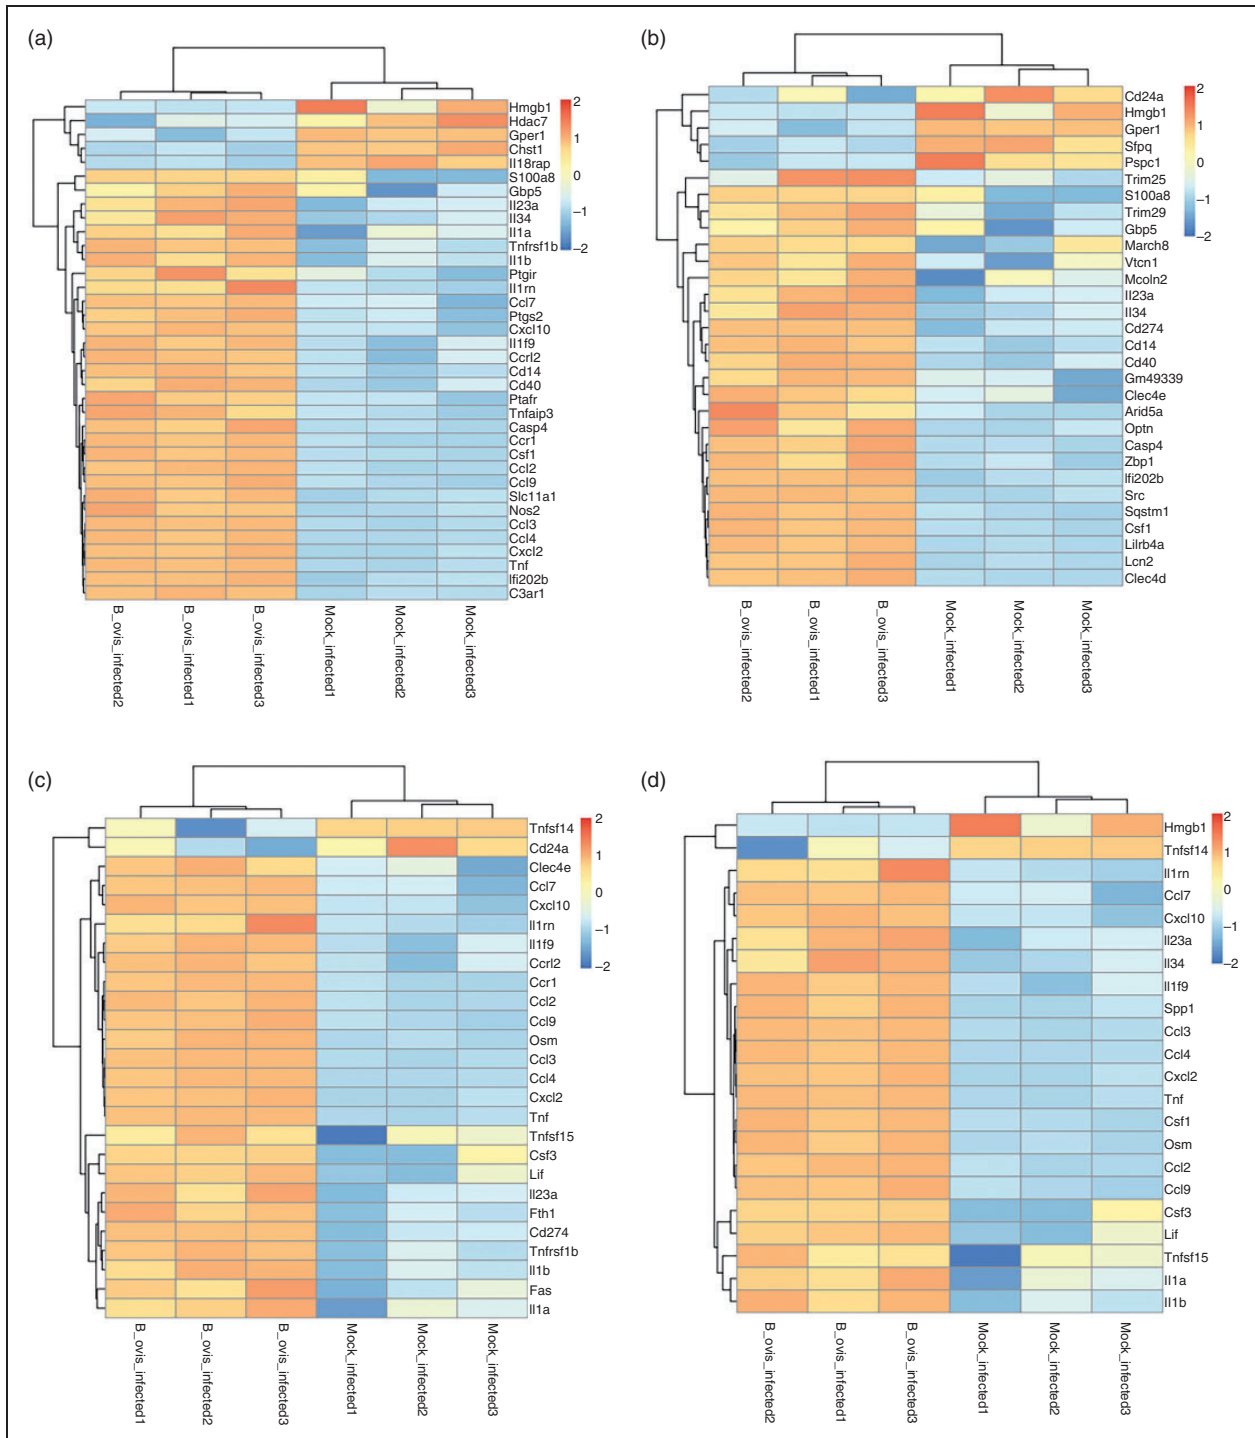 (a)
Hmgb1
Hdac7
Gper1
Chst1
Il18rap
S100a8
Gbp5
Il23a
Il34
Il1a
Tnfrsf1b
Il1b
Ptgir
Il1rn
Ccl7
Ptgs2
Cxcl10
Il1f9
Ccrl2
Cd14
Cd40
Ptafr
Tnfaip3
Casp4
Ccr1
Csf1
Ccl2
Ccl9
Slc11a1
Nos2
Ccl3
Ccl4
Cxcl2
Tnf
Ifi202b
C3ar1
2
1
0
−1
−2
B_ovis_infected2
B_ovis_infected1
B_ovis_infected3
Mock_infected1
Mock_infected2
Mock_infected3
(b)
Cd24a
Hmgb1
Gper1
Sfpq
Pspc1
Trim25
S100a8
Trim29
Gbp5
March8
Vtcn1
Mcoln2
Il23a
Il34
Cd274
Cd14
Cd40
Gm49339
Clec4e
Arid5a
Optn
Casp4
Zbp1
Ifi202b
Src
Sqstm1
Csf1
Lilrb4a
Lcn2
Clec4d
2
1
0
−1
−2
B_ovis_infected2
B_ovis_infected1
B_ovis_infected3
Mock_infected1
Mock_infected2
Mock_infected3
(c)
Tnfsf14
Cd24a
Clec4e
Ccl7
Cxcl10
Il1rn
Il1f9
Ccrl2
Ccr1
Ccl2
Ccl9
Osm
Ccl3
Ccl4
Cxcl2
Tnf
Tnfsf15
Csf3
Lif
Il23a
Fth1
Cd274
Tnfrsf1b
Il1b
Fas
Il1a
2
1
0
−1
−2
B_ovis_infected1
B_ovis_infected2
B_ovis_infected3
Mock_infected1
Mock_infected2
Mock_infected3
(d)
Hmgb1
Tnfsf14
Il1rn
Ccl7
Cxcl10
Il23a
Il34
Il1f9
Spp1
Ccl3
Ccl4
Cxcl2
Tnf
Csf1
Osm
Ccl2
Ccl9
Csf3
Lif
Tnfsf15
Il1a
Il1b
2
1
0
−1
−2
B_ovis_infected2
B_ovis_infected1
B_ovis_infected3
Mock_infected1
Mock_infected2
Mock_infected3